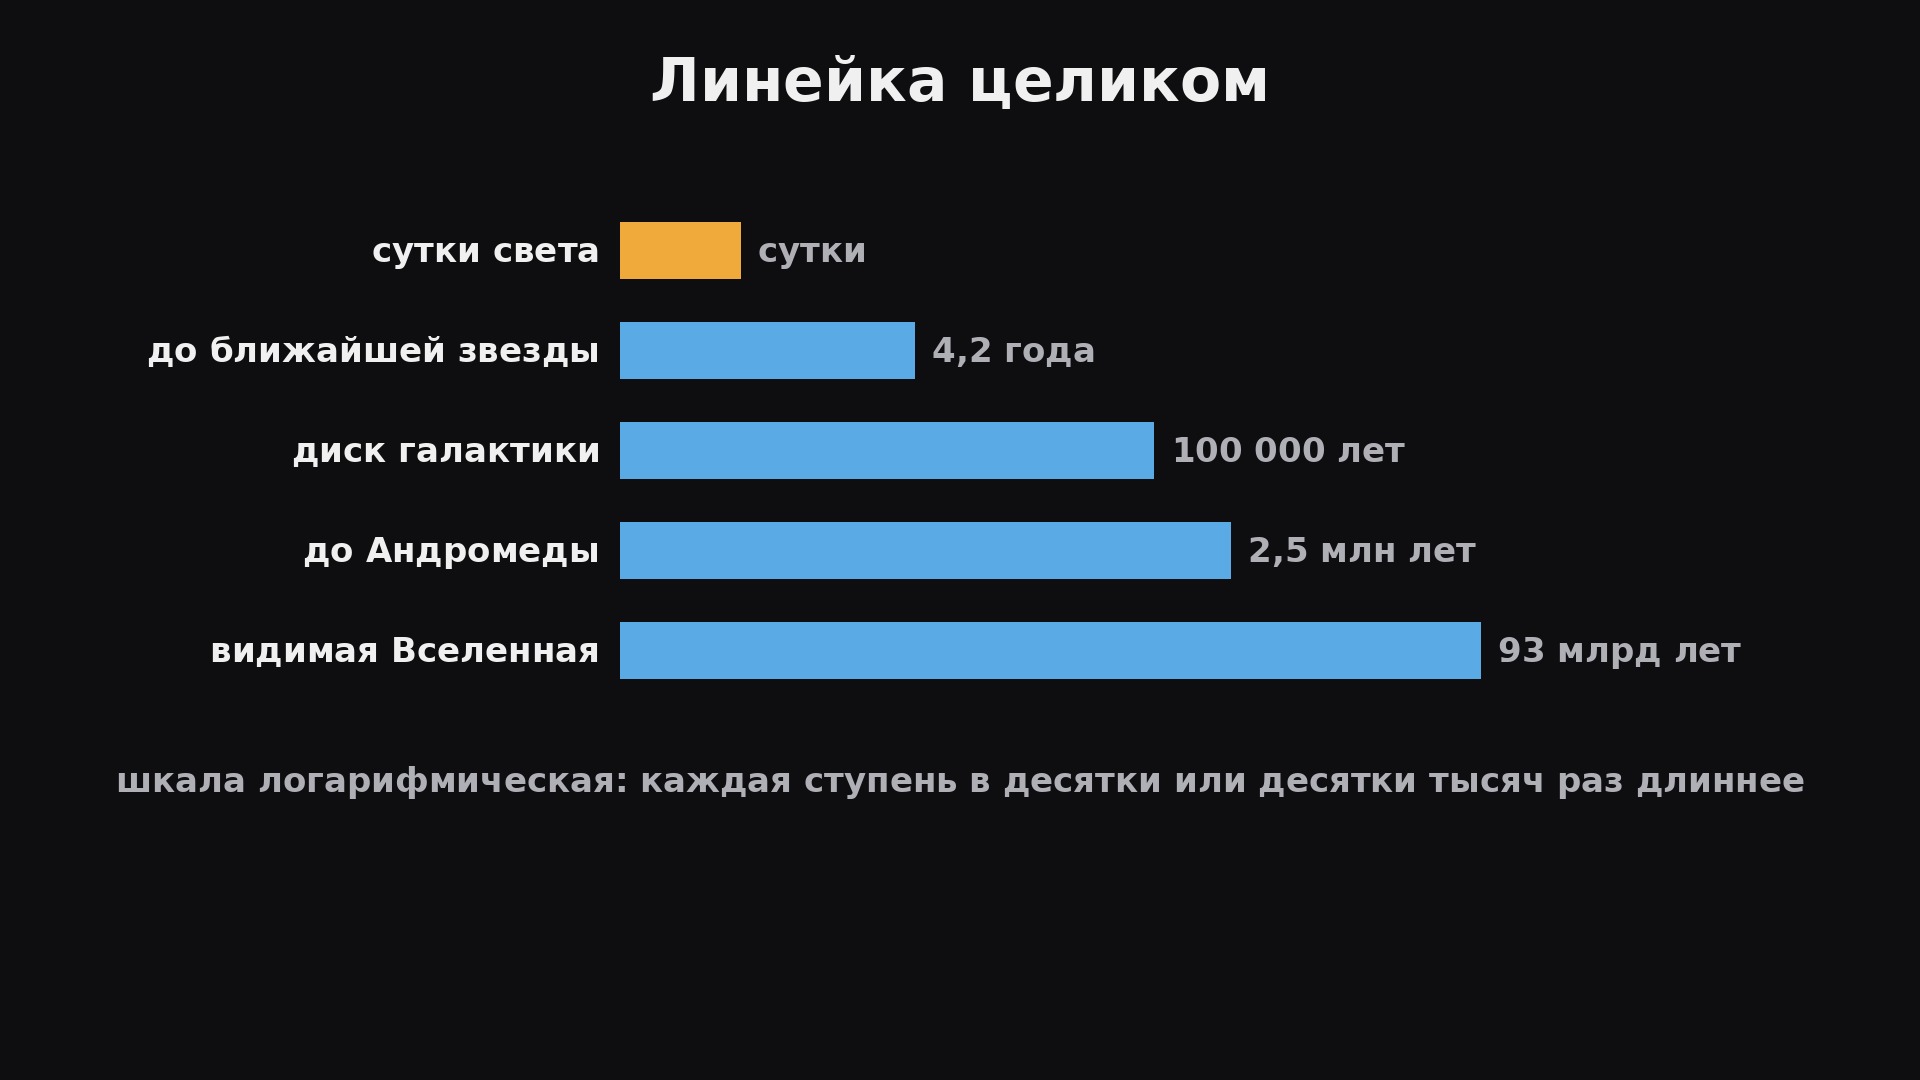 Линейка целиком
сутки света сутки
до ближайшей звезды 4,2 года
диск галактики 100 000 лет
до Андромеды 2,5 млн лет
видимая Вселенная 93 млрд лет
шкала логарифмическая: каждая ступень в десятки или десятки тысяч раз длиннее